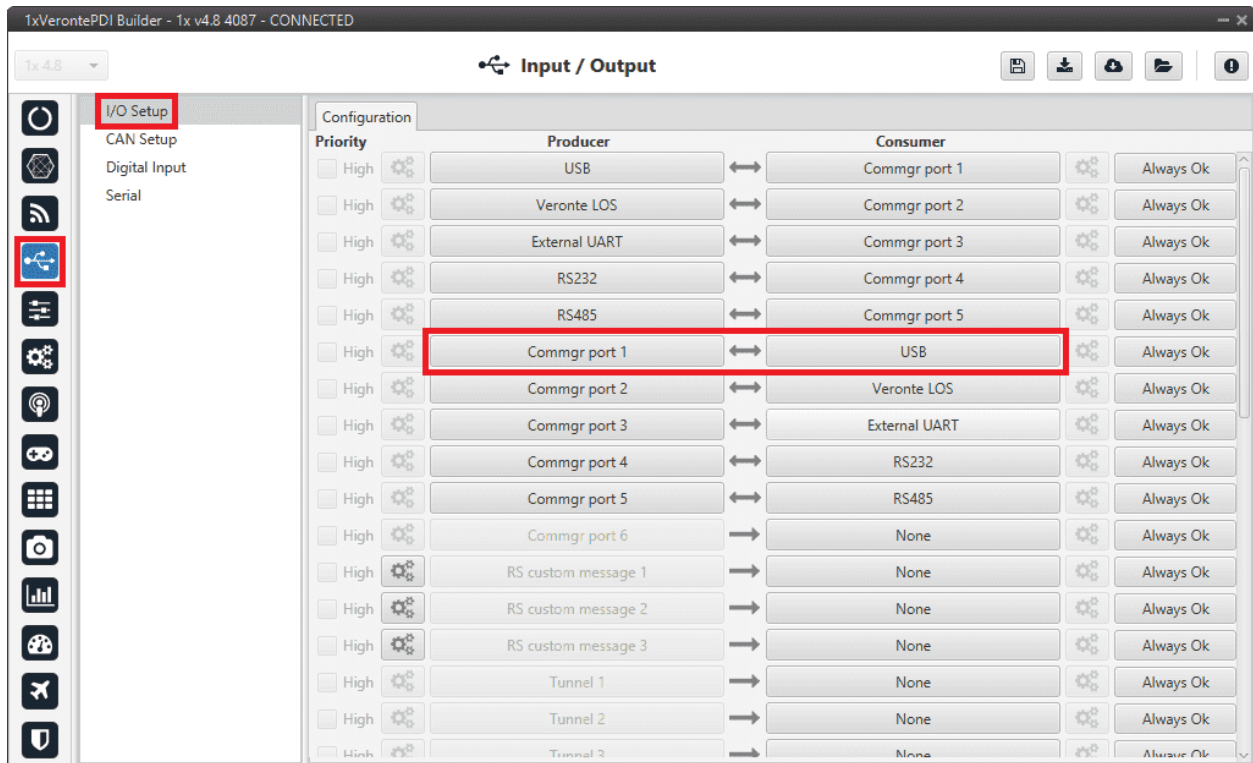 1xVerontePDI Builder - 1x v4.8 4087 - CONNECTED
1x 4.8 Input / Output
I/O Setup
CAN Setup
Digital Input
Serial
Configuration
Priority Producer Consumer
High USB Commgr port 1 Always Ok
High Veronte LOS Commgr port 2 Always Ok
High External UART Commgr port 3 Always Ok
High RS232 Commgr port 4 Always Ok
High RS485 Commgr port 5 Always Ok
High Commgr port 1 USB Always Ok
High Commgr port 2 Veronte LOS Always Ok
High Commgr port 3 External UART Always Ok
High Commgr port 4 RS232 Always Ok
High Commgr port 5 RS485 Always Ok
High Commgr port 6 None Always Ok
High RS custom message 1 None Always Ok
High RS custom message 2 None Always Ok
High RS custom message 3 None Always Ok
High Tunnel 1 None Always Ok
High Tunnel 2 None Always Ok
High Tunnel 3 None Always Ok